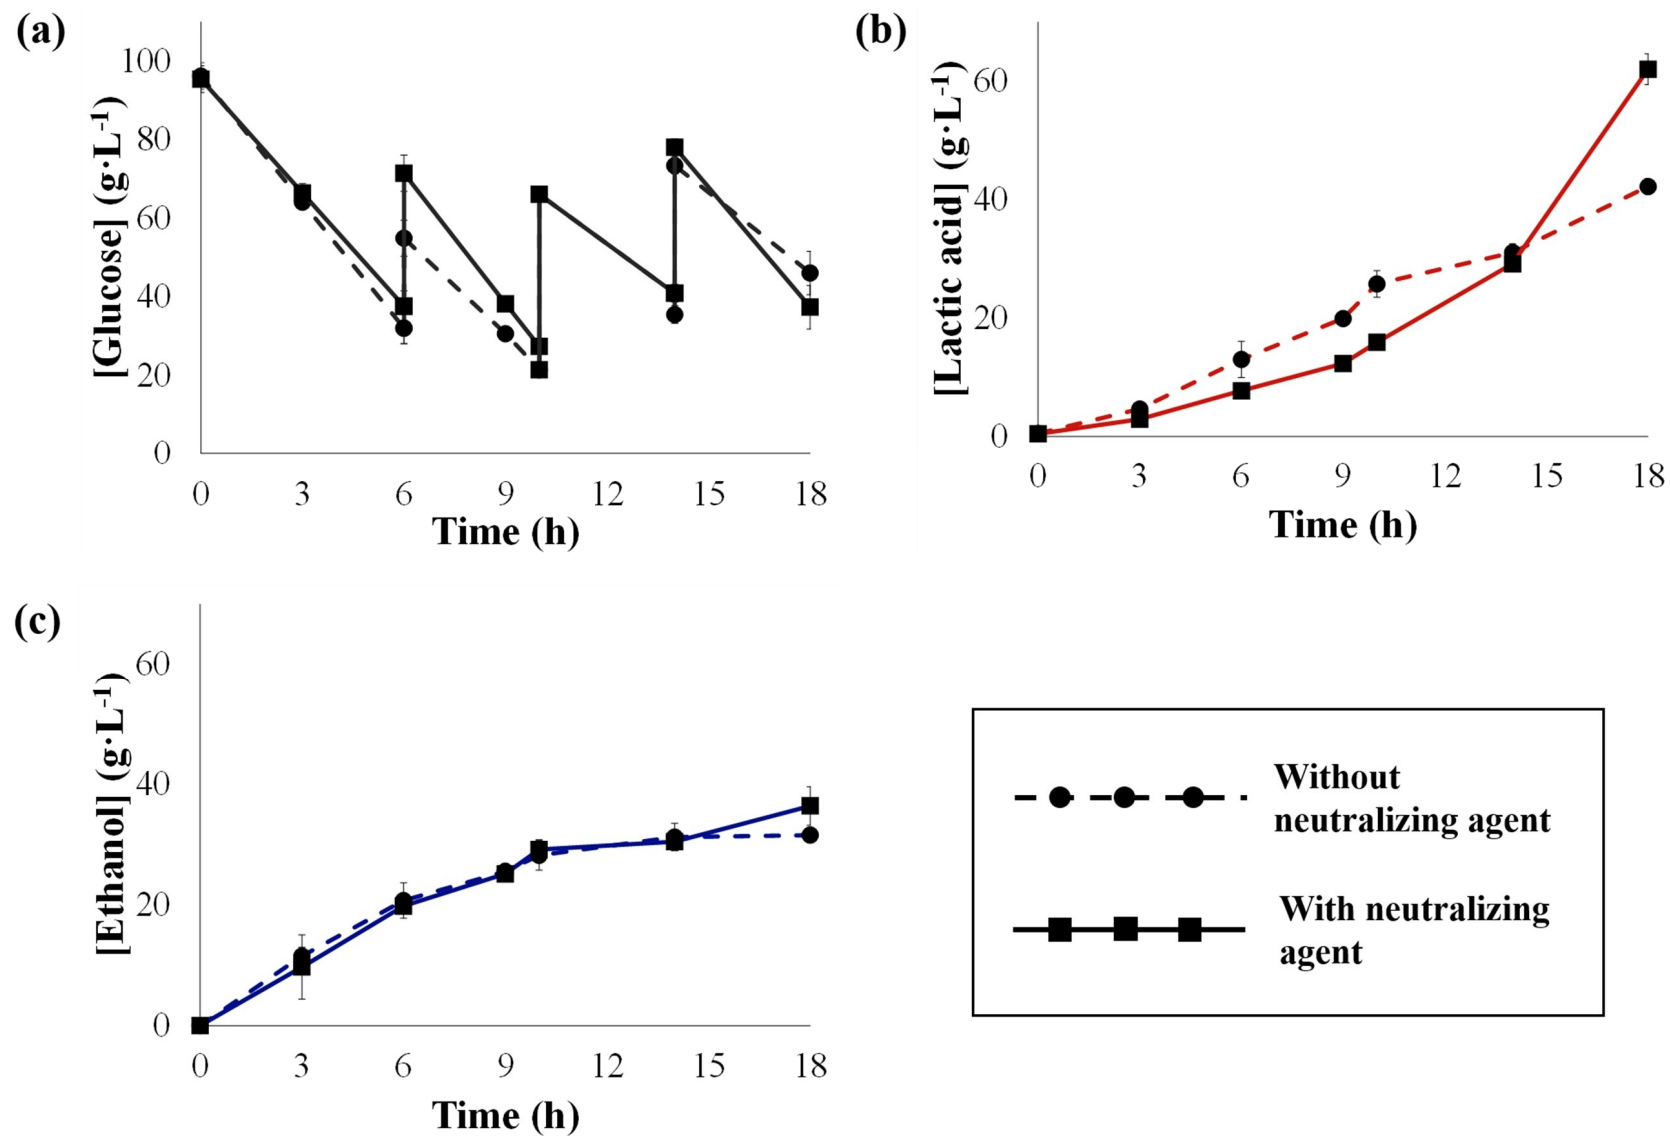 (a)
100
80
60
40
20
0
[Glucose] (g·L⁻¹)
0 3 6 9 12 15 18
Time (h)
(b)
60
40
20
0
[Lactic acid] (g·L⁻¹)
0 3 6 9 12 15 18
Time (h)
(c)
60
40
20
0
[Ethanol] (g·L⁻¹)
0 3 6 9 12 15 18
Time (h)
Without
neutralizing agent
With neutralizing
agent